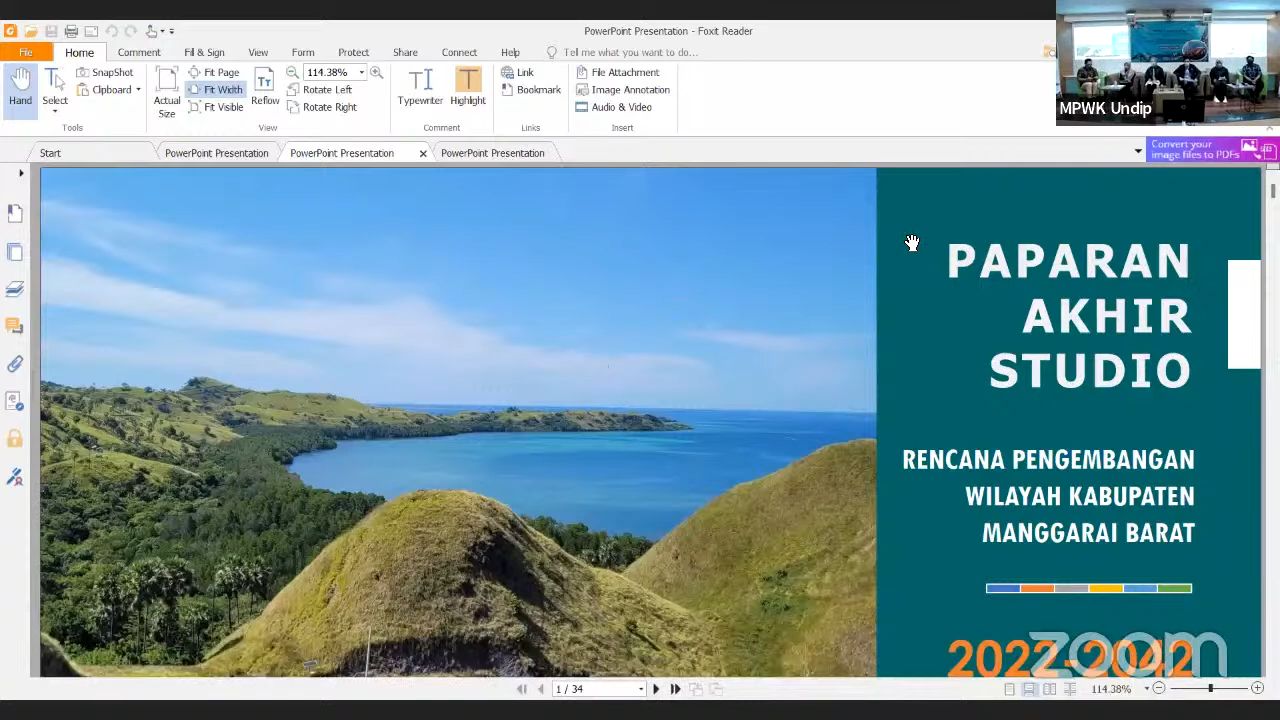 PowerPoint Presentation - Foxit Reader
File Home Comment Fill & Sign View Form Protect Share Connect Help Tell me what you want to do...
SnapShot Fit Page 114.38% Link File Attachment
Clipboard Fit Width Rotate Left Bookmark Image Annotation
Hand Select Actual Size Fit Visible Reflow Rotate Right Typewriter Highlight Audio & Video
Tools View Comment Links Insert
MPWK Undip
Start PowerPoint Presentation PowerPoint Presentation PowerPoint Presentation
Convert your
image files to PDFs
PAPARAN
AKHIR
STUDIO
RENCANA PENGEMBANGAN
WILAYAH KABUPATEN
MANGGARAI BARAT
2022-2042
zoom
1 / 34 114.38%